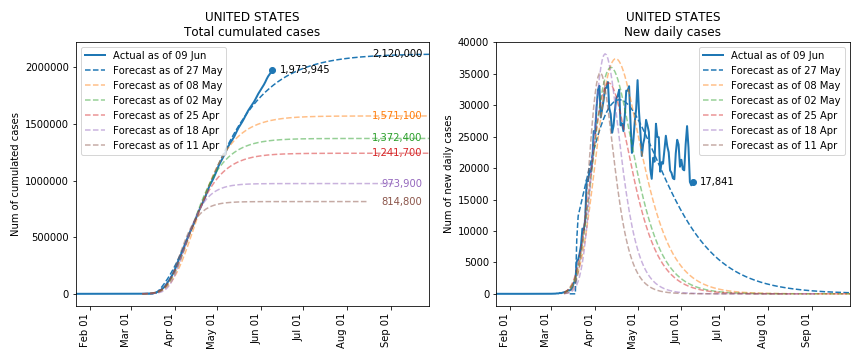 UNITED STATES
Total cumulated cases
Num of cumulated cases
2000000
1500000
1000000
500000
0
Actual as of 09 Jun
Forecast as of 27 May
Forecast as of 08 May
Forecast as of 02 May
Forecast as of 25 Apr
Forecast as of 18 Apr
Forecast as of 11 Apr
2,120,000
1,973,945
1,571,100
1,372,400
1,241,700
973,900
814,800
Feb 01
Mar 01
Apr 01
May 01
Jun 01
Jul 01
Aug 01
Sep 01
UNITED STATES
New daily cases
Num of new daily cases
40000
35000
30000
25000
20000
15000
10000
5000
0
Actual as of 09 Jun
Forecast as of 27 May
Forecast as of 08 May
Forecast as of 02 May
Forecast as of 25 Apr
Forecast as of 18 Apr
Forecast as of 11 Apr
17,841
Feb 01
Mar 01
Apr 01
May 01
Jun 01
Jul 01
Aug 01
Sep 01